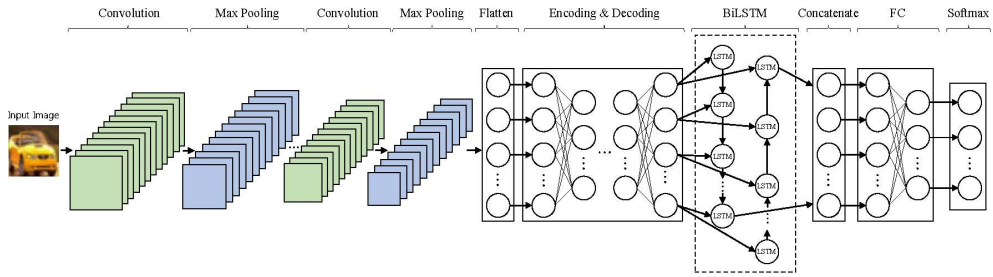 Convolution Max Pooling Convolution Max Pooling Flatten Encoding & Decoding BiLSTM Concatenate FC Softmax
Input Image
LSTM
LSTM
LSTM
LSTM
LSTM
LSTM
LSTM
LSTM